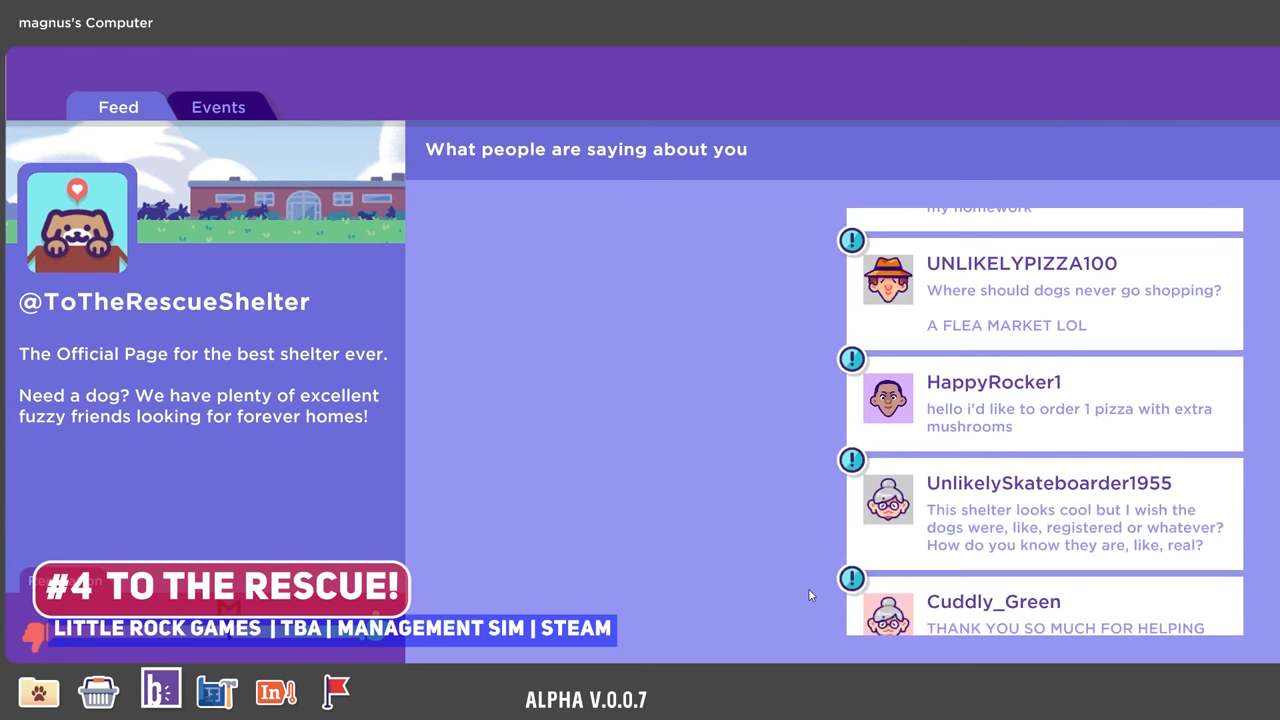 magnus's Computer
Feed
Events
What people are saying about you
my homework
UNLIKELYPIZZA100
Where should dogs never go shopping?
A FLEA MARKET LOL
@ToTheRescueShelter
The Official Page for the best shelter ever.
Need a dog? We have plenty of excellent
fuzzy friends looking for forever homes!
HappyRocker1
hello i'd like to order 1 pizza with extra
mushrooms
UnlikelySkateboarder1955
This shelter looks cool but I wish the
dogs were, like, registered or whatever?
How do you know they are, like, real?
Cuddly_Green
THANK YOU SO MUCH FOR HELPING
#4 TO THE RESCUE!
LITTLE ROCK GAMES | TBA | MANAGEMENT SIM | STEAM
b
In!
ALPHA V.0.0.7